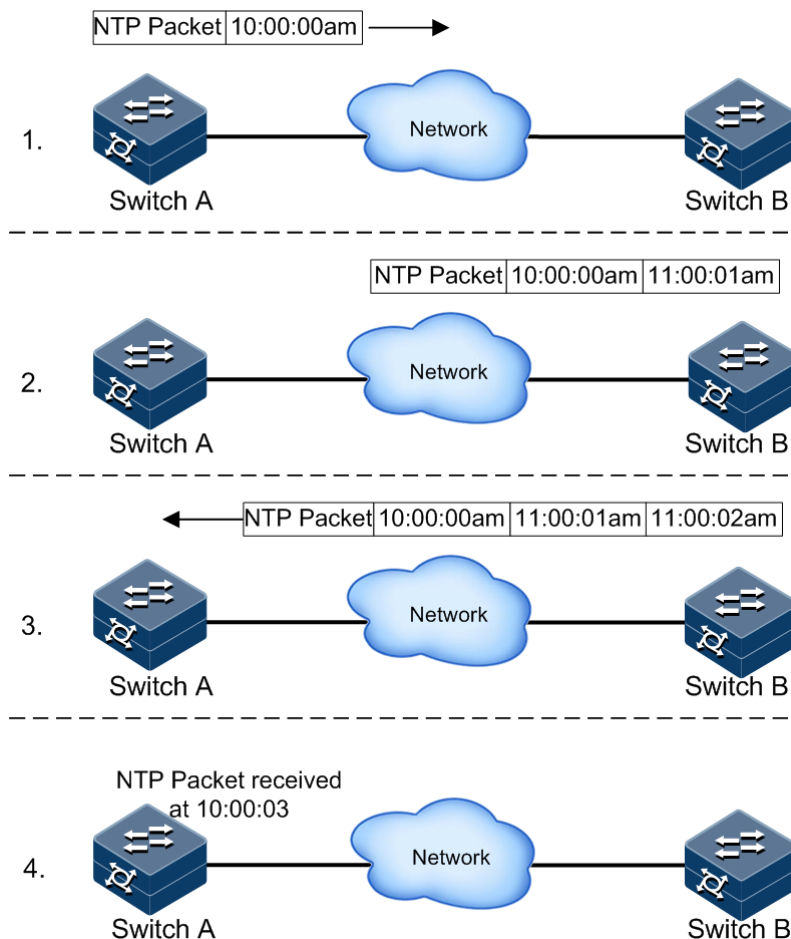 NTP Packet 10:00:00am
Network
1.
Switch A
Switch B
NTP Packet 10:00:00am 11:00:01am
Network
2.
Switch A
Switch B
NTP Packet 10:00:00am 11:00:01am 11:00:02am
Network
3.
Switch A
Switch B
NTP Packet received
at 10:00:03
Network
4.
Switch A
Switch B